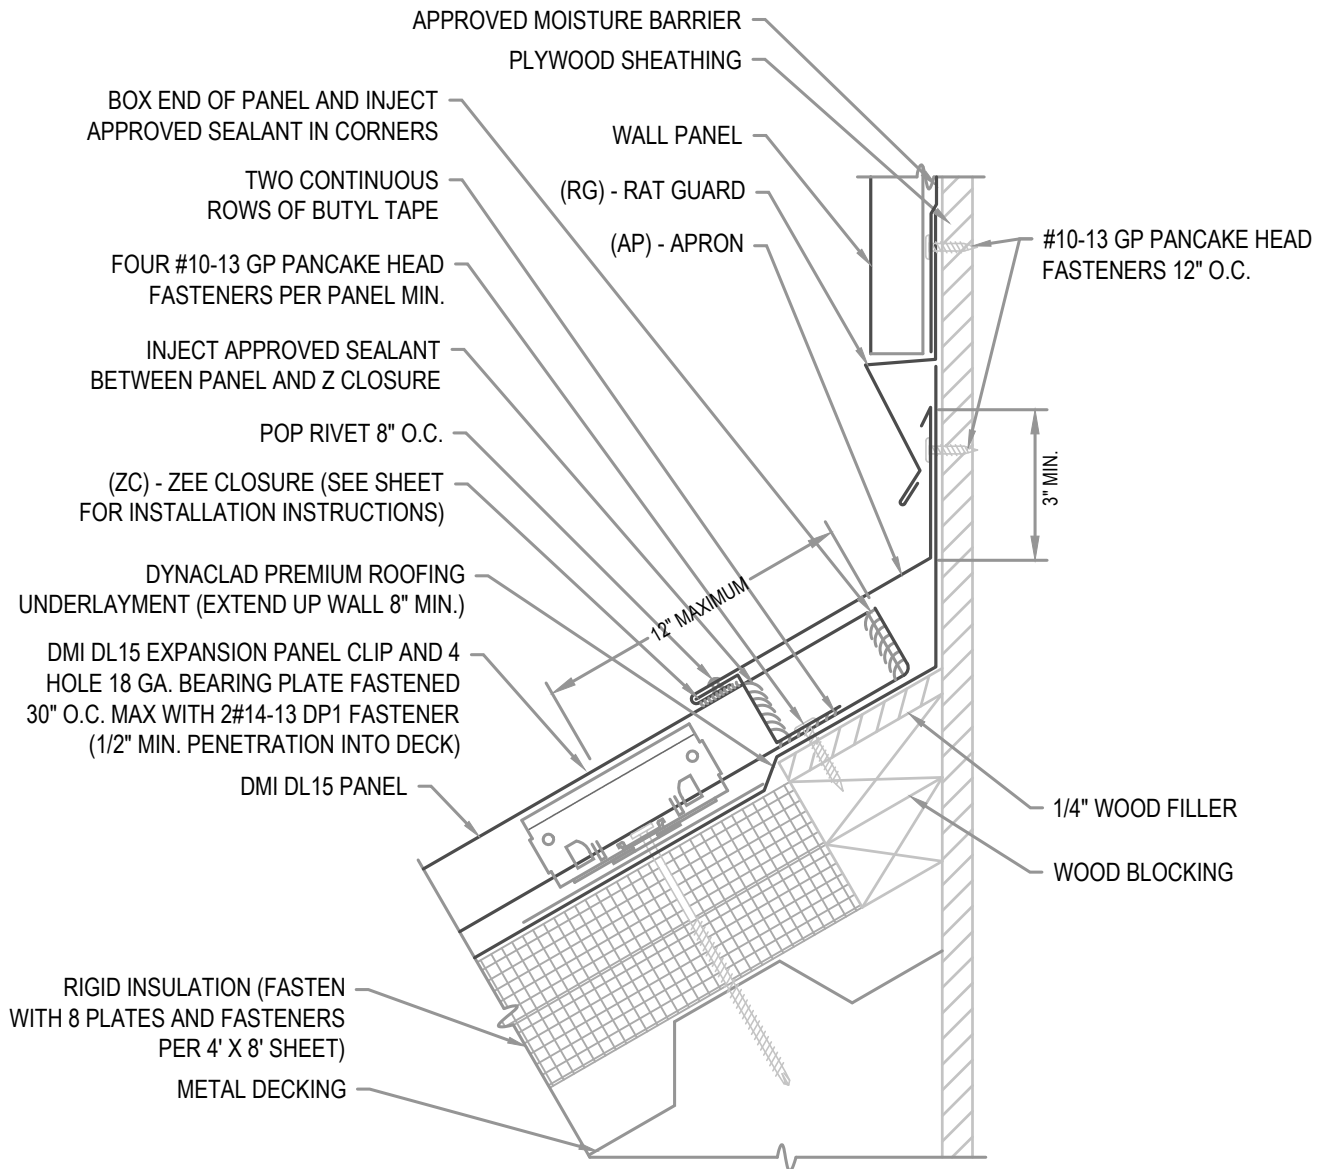 APPROVED MOISTURE BARRIER
PLYWOOD SHEATHING
BOX END OF PANEL AND INJECT
APPROVED SEALANT IN CORNERS
WALL PANEL
TWO CONTINUOUS
ROWS OF BUTYL TAPE
(RG) - RAT GUARD
(AP) - APRON
#10-13 GP PANCAKE HEAD
FASTENERS 12" O.C.
FOUR #10-13 GP PANCAKE HEAD
FASTENERS PER PANEL MIN.
INJECT APPROVED SEALANT
BETWEEN PANEL AND Z CLOSURE
POP RIVET 8" O.C.
3" MIN.
(ZC) - ZEE CLOSURE (SEE SHEET
FOR INSTALLATION INSTRUCTIONS)
12" MAXIMUM
DYNACLAD PREMIUM ROOFING
UNDERLAYMENT (EXTEND UP WALL 8" MIN.)
DMI DL15 EXPANSION PANEL CLIP AND 4
HOLE 18 GA. BEARING PLATE FASTENED
30" O.C. MAX WITH 2#14-13 DP1 FASTENER
(1/2" MIN. PENETRATION INTO DECK)
DMI DL15 PANEL
1/4" WOOD FILLER
WOOD BLOCKING
RIGID INSULATION (FASTEN
WITH 8 PLATES AND FASTENERS
PER 4' X 8' SHEET)
METAL DECKING